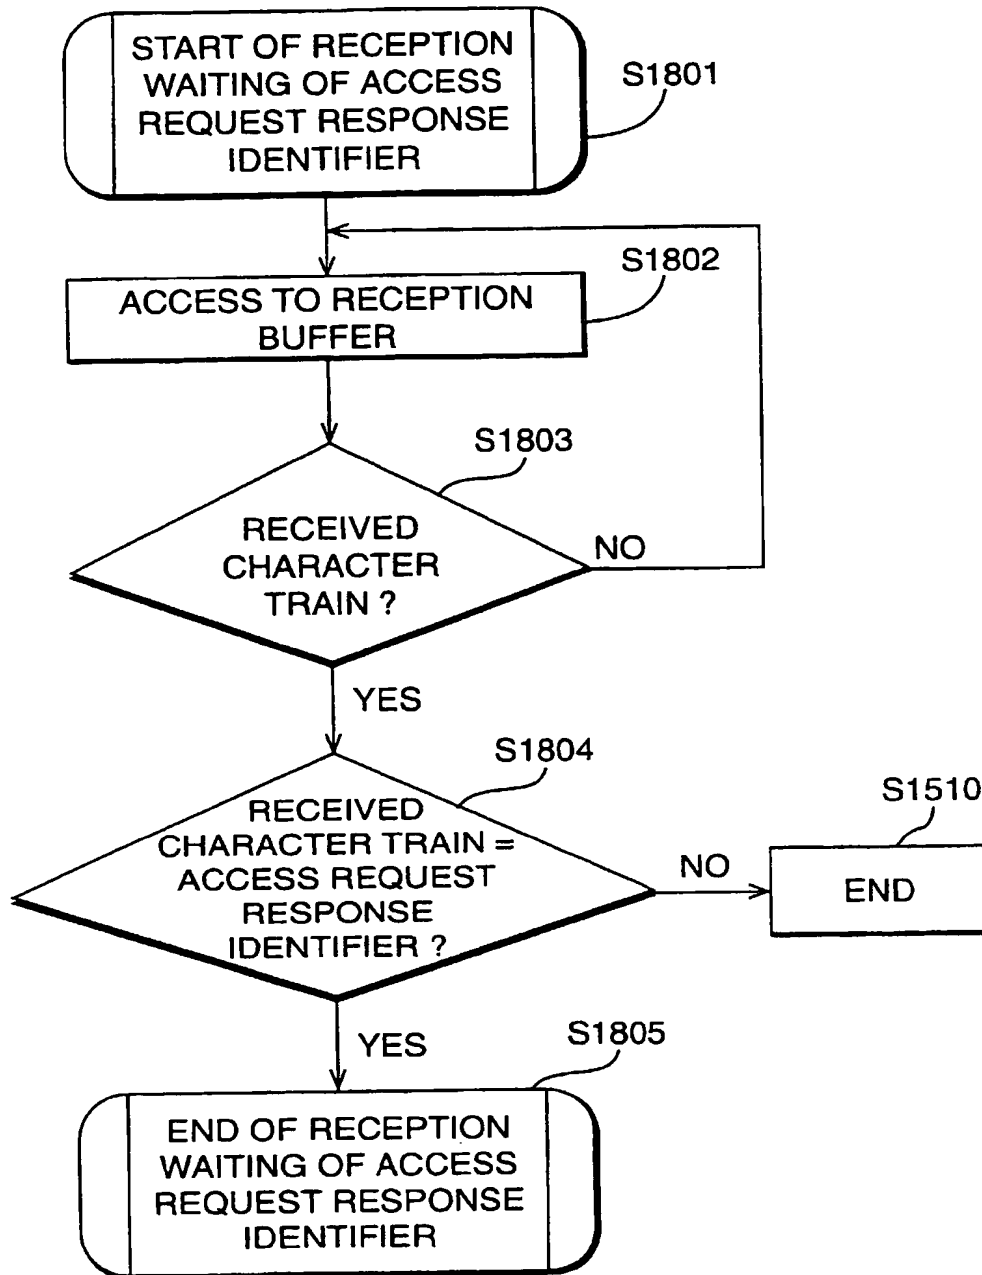 START OF RECEPTION
WAITING OF ACCESS
REQUEST RESPONSE
IDENTIFIER
S1801
S1802
ACCESS TO RECEPTION
BUFFER
S1803
RECEIVED
CHARACTER
TRAIN ?
NO
YES
S1804
RECEIVED
CHARACTER TRAIN =
ACCESS REQUEST
RESPONSE
IDENTIFIER ?
NO
S1510
END
YES
S1805
END OF RECEPTION
WAITING OF ACCESS
REQUEST RESPONSE
IDENTIFIER